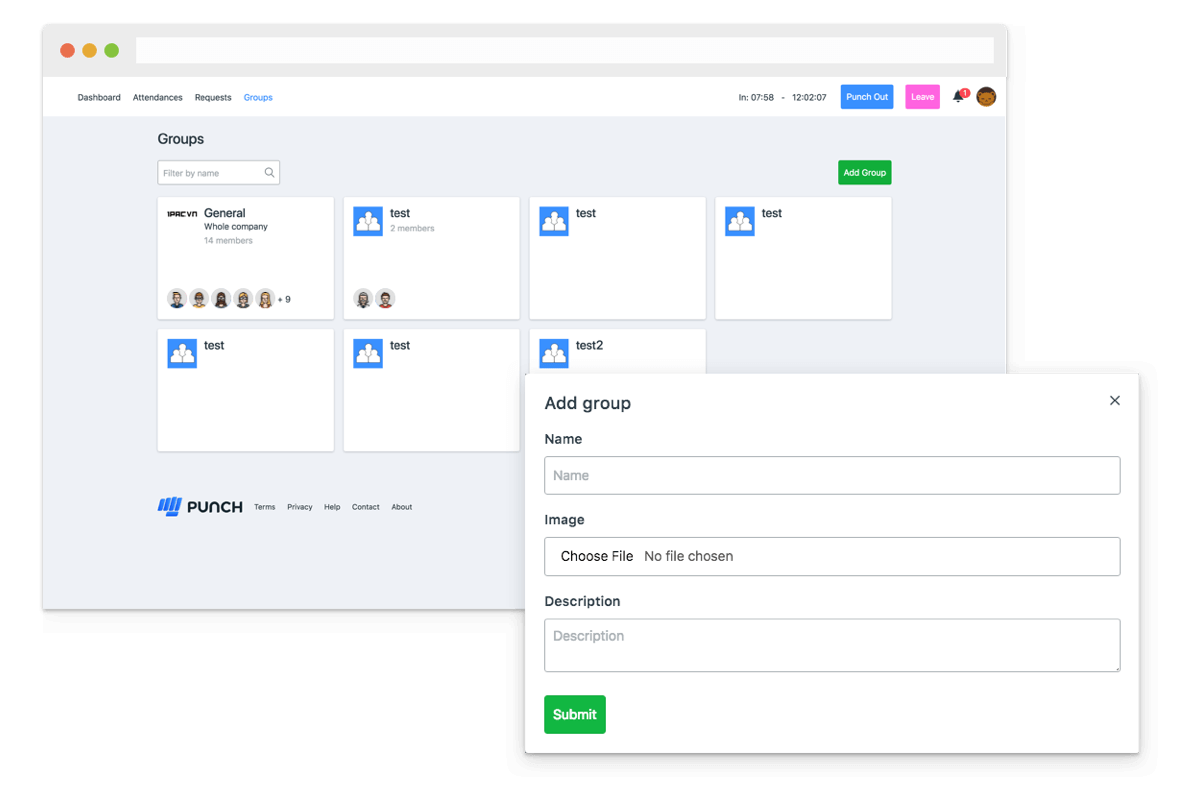 Dashboard Attendances Requests Groups In: 07:58 - 12:02:07 Punch Out Leave 1
Groups
Filter by name Add Group
1PAC VN General
Whole company
14 members
+ 9
test
2 members
test
test
test
test
test2
PUNCH Terms Privacy Help Contact About
Add group
Name
Name
Image
Choose File No file chosen
Description
Description
Submit